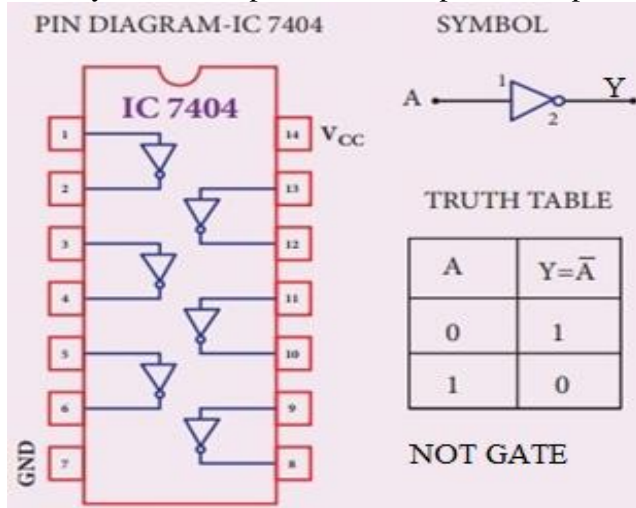 PIN DIAGRAM-IC 7404
SYMBOL
IC 7404
1
2
3
4
5
6
GND 7
14 VCC
13
12
11
10
9
8
A 1 2 Y
TRUTH TABLE
A Y=A̅
0 1
1 0
NOT GATE